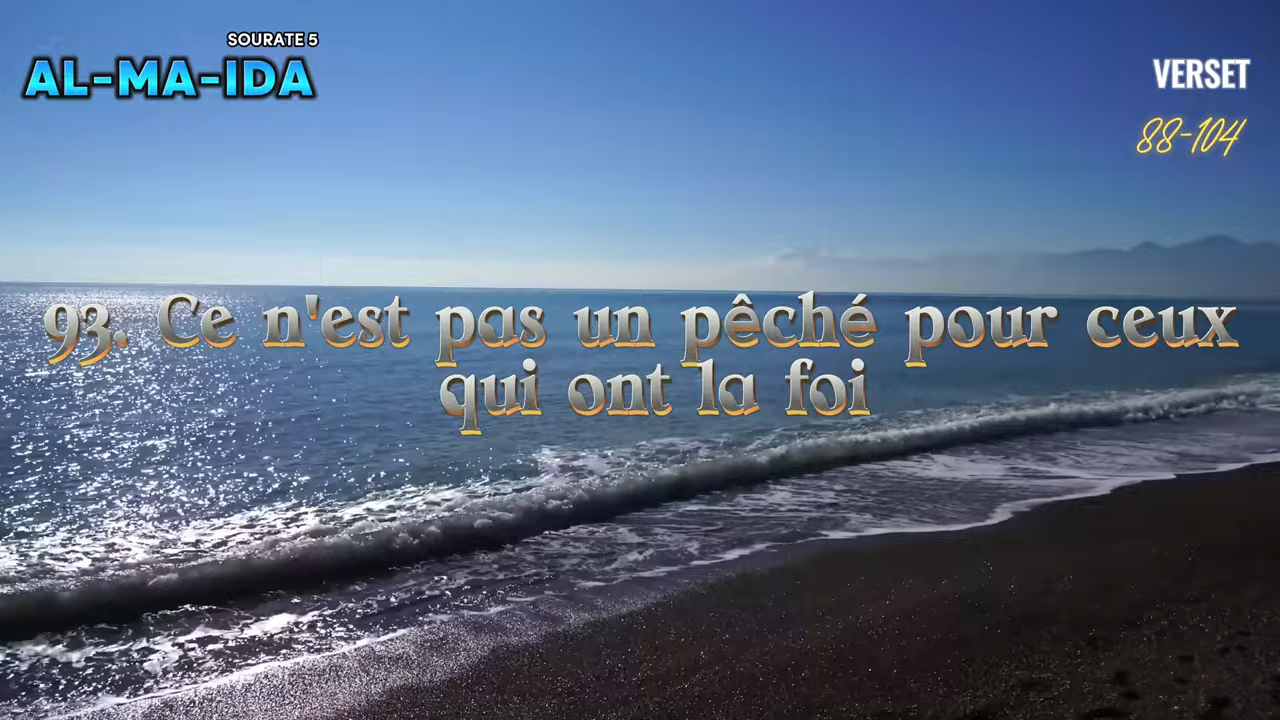 SOURATE 5
AL-MA-IDA
VERSET
88-104
93. Ce n'est pas un pêché pour ceux
qui ont la foi